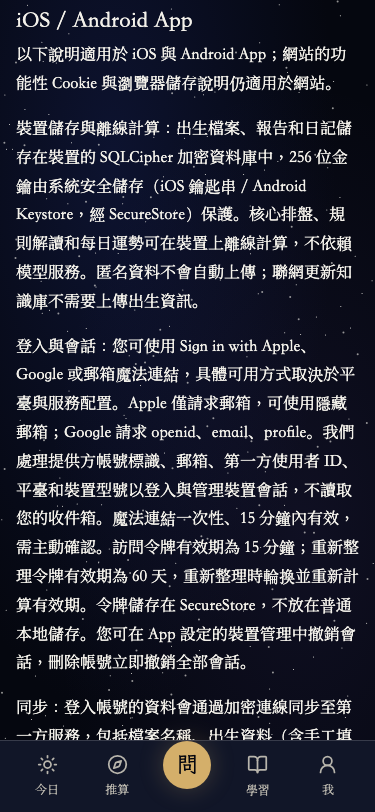 iOS / Android App
以下說明適用於 iOS 與 Android App；網站的功
能性 Cookie 與瀏覽器儲存說明仍適用於網站。
裝置儲存與離線計算：出生檔案、報告和日記儲
存在裝置的 SQLCipher 加密資料庫中，256 位金
鑰由系統安全儲存（iOS 鑰匙串 / Android
Keystore，經 SecureStore）保護。核心排盤、規
則解讀和每日運勢可在裝置上離線計算，不依賴
模型服務。匿名資料不會自動上傳；聯網更新知
識庫不需要上傳出生資訊。
登入與會話：您可使用 Sign in with Apple、
Google 或郵箱魔法連結，具體可用方式取決於平
臺與服務配置。Apple 僅請求郵箱，可使用隱藏
郵箱；Google 請求 openid、email、profile。我們
處理提供方帳號標識、郵箱、第一方使用者 ID、
平臺和裝置型號以登入與管理裝置會話，不讀取
您的收件箱。魔法連結一次性、15 分鐘內有效，
需主動確認。訪問令牌有效期為 15 分鐘；重新整
理令牌有效期為 60 天，重新整理時輪換並重新計
算有效期。令牌儲存在 SecureStore，不放在普通
本地儲存。您可在 App 設定的裝置管理中撤銷會
話，刪除帳號立即撤銷全部會話。
同步：登入帳號的資料會通過加密連線同步至第
一方服務，包括檔案名稱、出生資料（含手工填
今日
推算
問
學習
我